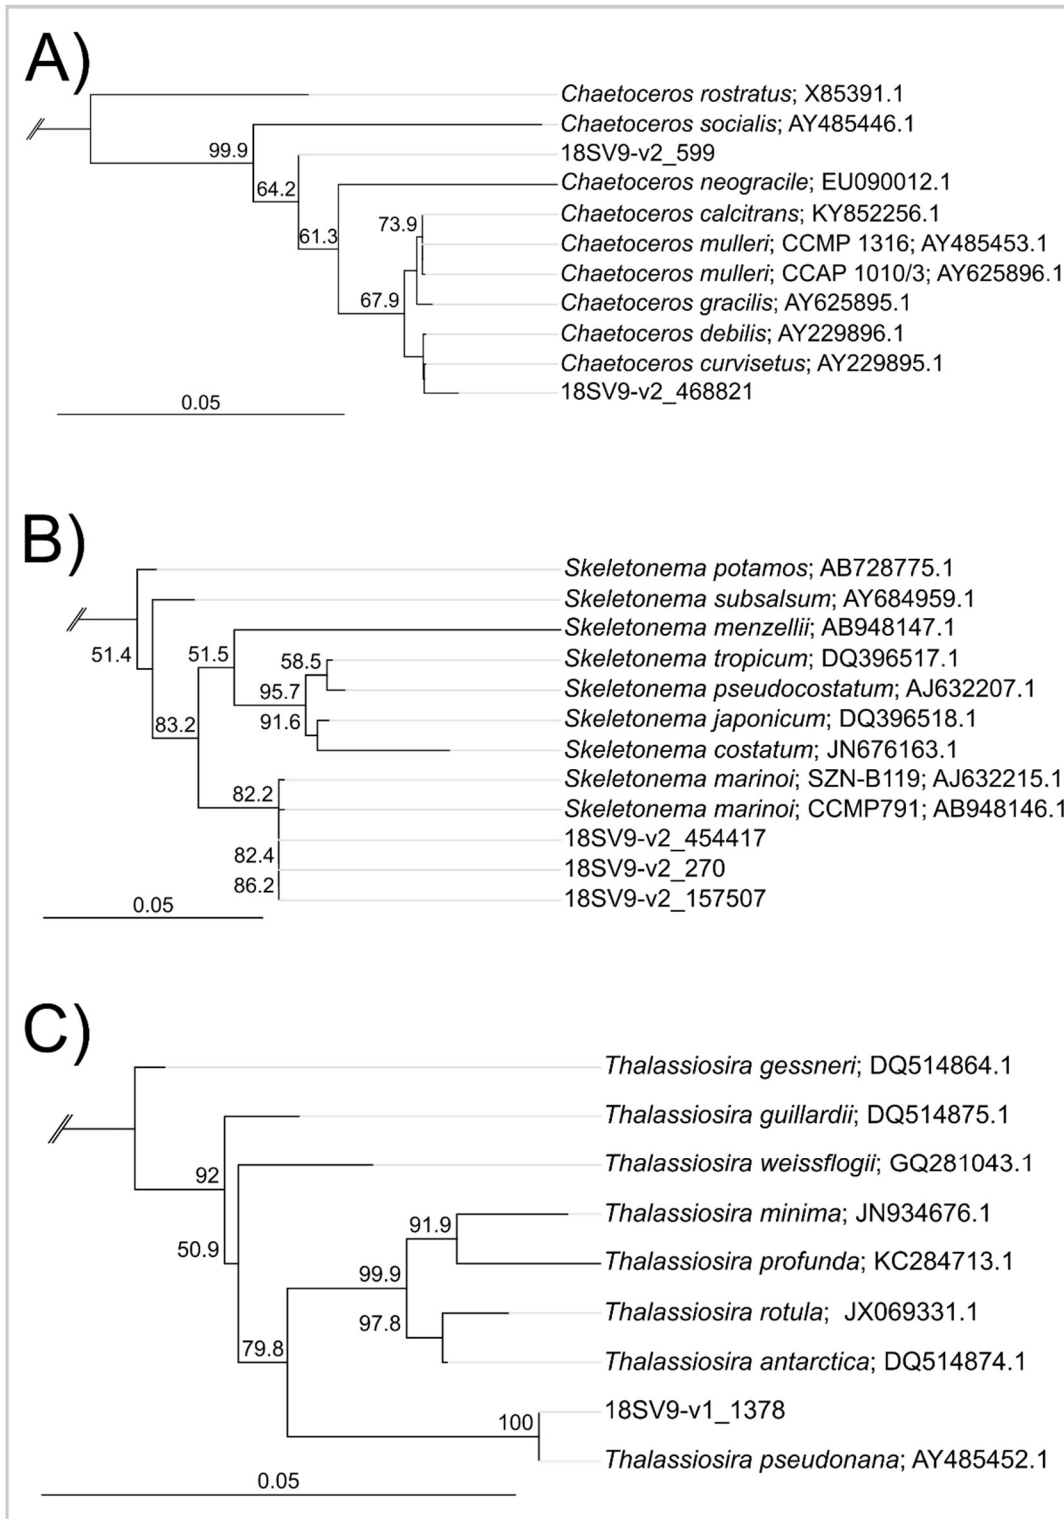 A)
Chaetoceros rostratus; X85391.1
Chaetoceros socialis; AY485446.1
99.9
18SV9-v2_599
64.2
Chaetoceros neogracile; EU090012.1
Chaetoceros calcitrans; KY852256.1
73.9
61.3
Chaetoceros mulleri; CCMP 1316; AY485453.1
Chaetoceros mulleri; CCAP 1010/3; AY625896.1
67.9
Chaetoceros gracilis; AY625895.1
Chaetoceros debilis; AY229896.1
Chaetoceros curvisetus; AY229895.1
18SV9-v2_468821
0.05
B)
Skeletonema potamos; AB728775.1
Skeletonema subsalsum; AY684959.1
Skeletonema menzellii; AB948147.1
51.4
51.5
58.5
Skeletonema tropicum; DQ396517.1
95.7
Skeletonema pseudocostatum; AJ632207.1
83.2
91.6
Skeletonema japonicum; DQ396518.1
Skeletonema costatum; JN676163.1
Skeletonema marinoi; SZN-B119; AJ632215.1
82.2
Skeletonema marinoi; CCMP791; AB948146.1
18SV9-v2_454417
82.4
18SV9-v2_270
86.2
18SV9-v2_157507
0.05
C)
Thalassiosira gessneri; DQ514864.1
Thalassiosira guillardii; DQ514875.1
92
Thalassiosira weissflogii; GQ281043.1
91.9
Thalassiosira minima; JN934676.1
50.9
Thalassiosira profunda; KC284713.1
99.9
97.8
Thalassiosira rotula; JX069331.1
79.8
Thalassiosira antarctica; DQ514874.1
18SV9-v1_1378
100
Thalassiosira pseudonana; AY485452.1
0.05